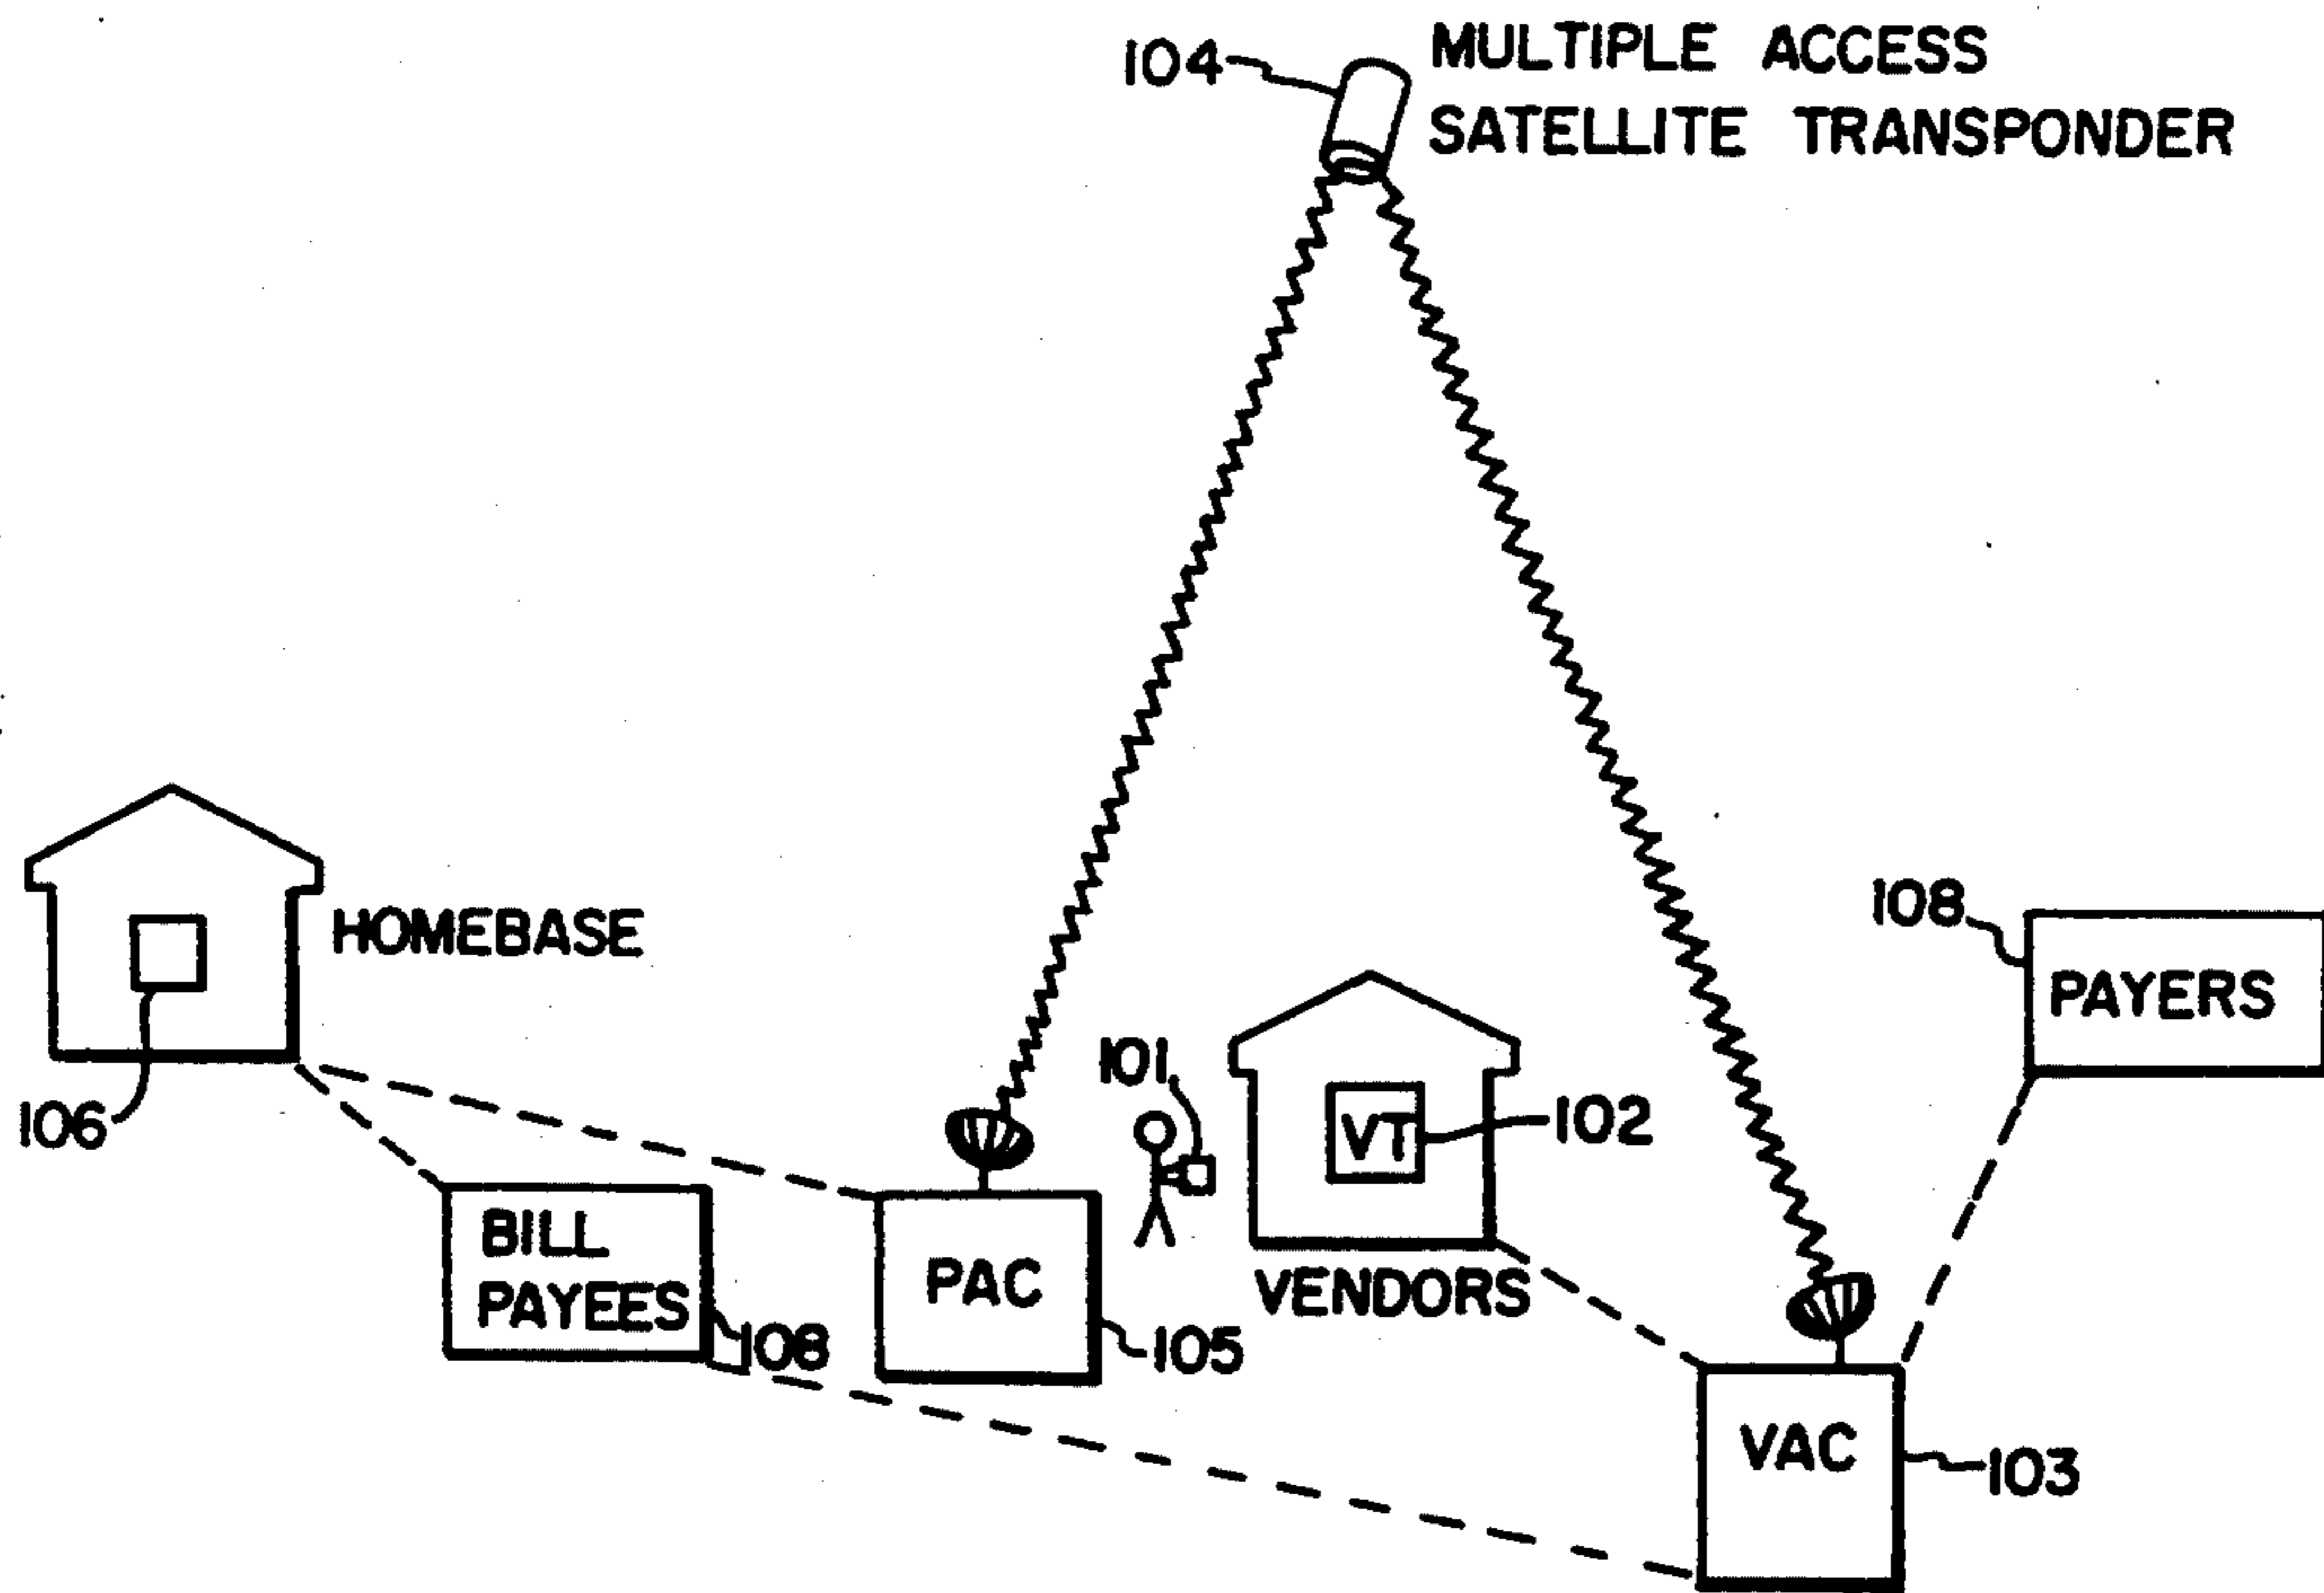 104
MULTIPLE ACCESS
SATELLITE TRANSPONDER
HOMEBASE
108
PAYERS
101
106
VT
102
BILL
PAYEES
108
PAC
105
VENDORS
VAC
103